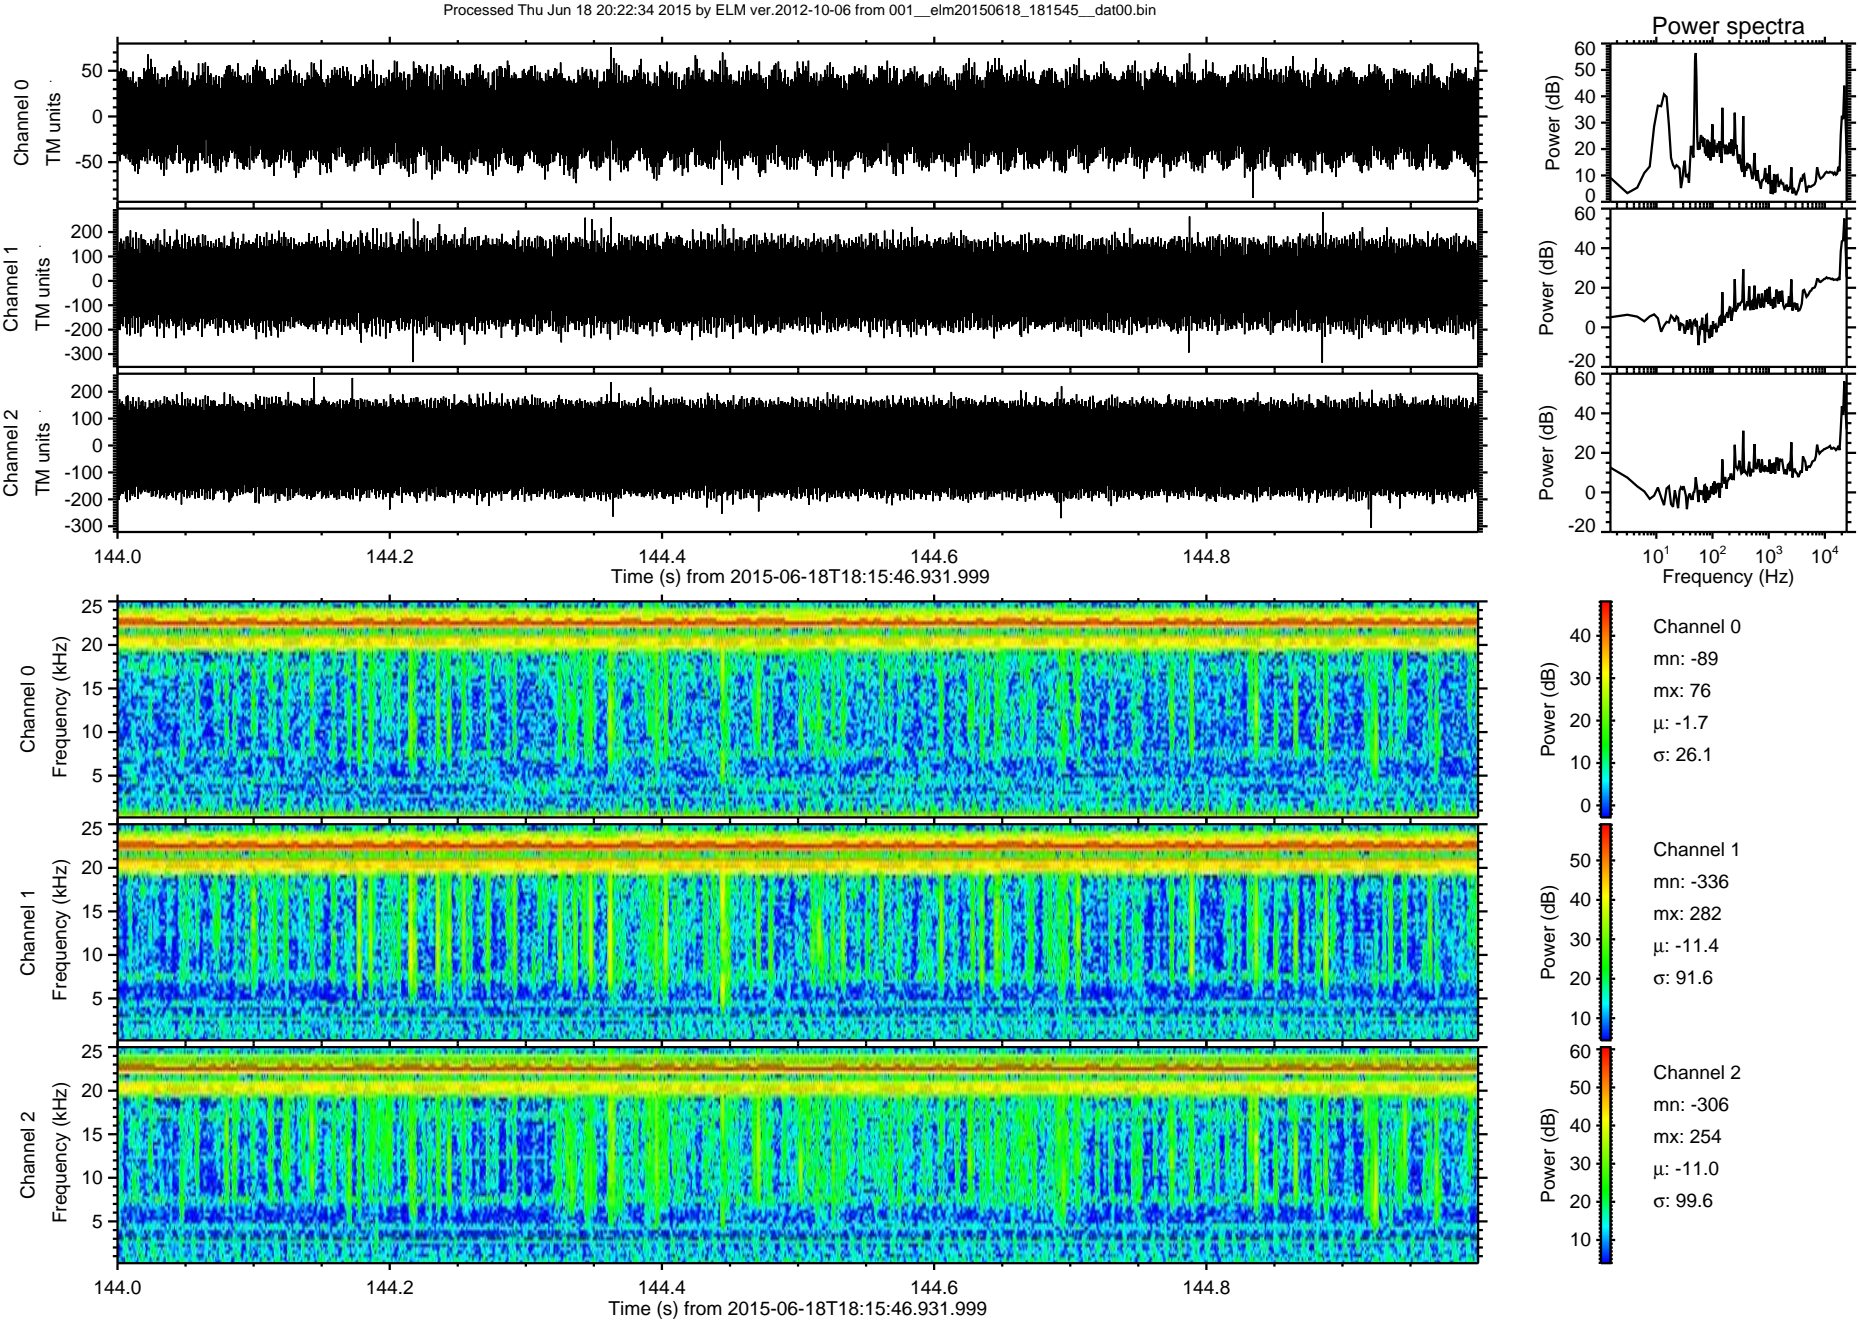 Processed Thu Jun 18 20:22:34 2015 by ELM ver.2012-10-06 from 001__elm20150618_181545__dat00.bin
Power spectra
Channel 0
TM units
50
0
-50
Power (dB)
60
50
40
30
20
10
0
Channel 1
TM units
200
100
0
-100
-200
-300
Power (dB)
60
40
20
0
-20
Channel 2
TM units
200
100
0
-100
-200
-300
Power (dB)
60
40
20
0
-20
144.0 144.2 144.4 144.6 144.8
Time (s) from 2015-06-18T18:15:46.931.999
10¹ 10² 10³ 10⁴
Frequency (Hz)
Channel 0
Frequency (kHz)
25
20
15
10
5
Power (dB)
40
30
20
10
0
Channel 0
mn: -89
mx: 76
μ: -1.7
σ: 26.1
Channel 1
Frequency (kHz)
25
20
15
10
5
Power (dB)
50
40
30
20
10
Channel 1
mn: -336
mx: 282
μ: -11.4
σ: 91.6
Channel 2
Frequency (kHz)
25
20
15
10
5
Power (dB)
60
50
40
30
20
10
Channel 2
mn: -306
mx: 254
μ: -11.0
σ: 99.6
144.0 144.2 144.4 144.6 144.8
Time (s) from 2015-06-18T18:15:46.931.999